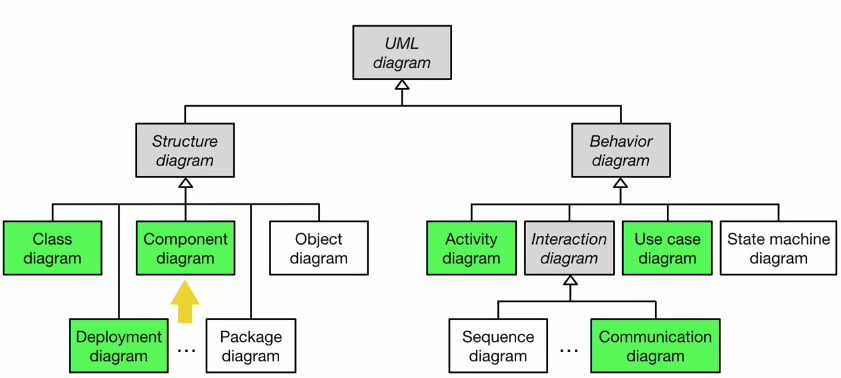 UML
diagram
Structure
diagram
Behavior
diagram
Class
diagram
Component
diagram
Object
diagram
Activity
diagram
Interaction
diagram
Use case
diagram
State machine
diagram
Deployment
diagram
...
Package
diagram
Sequence
diagram
...
Communication
diagram